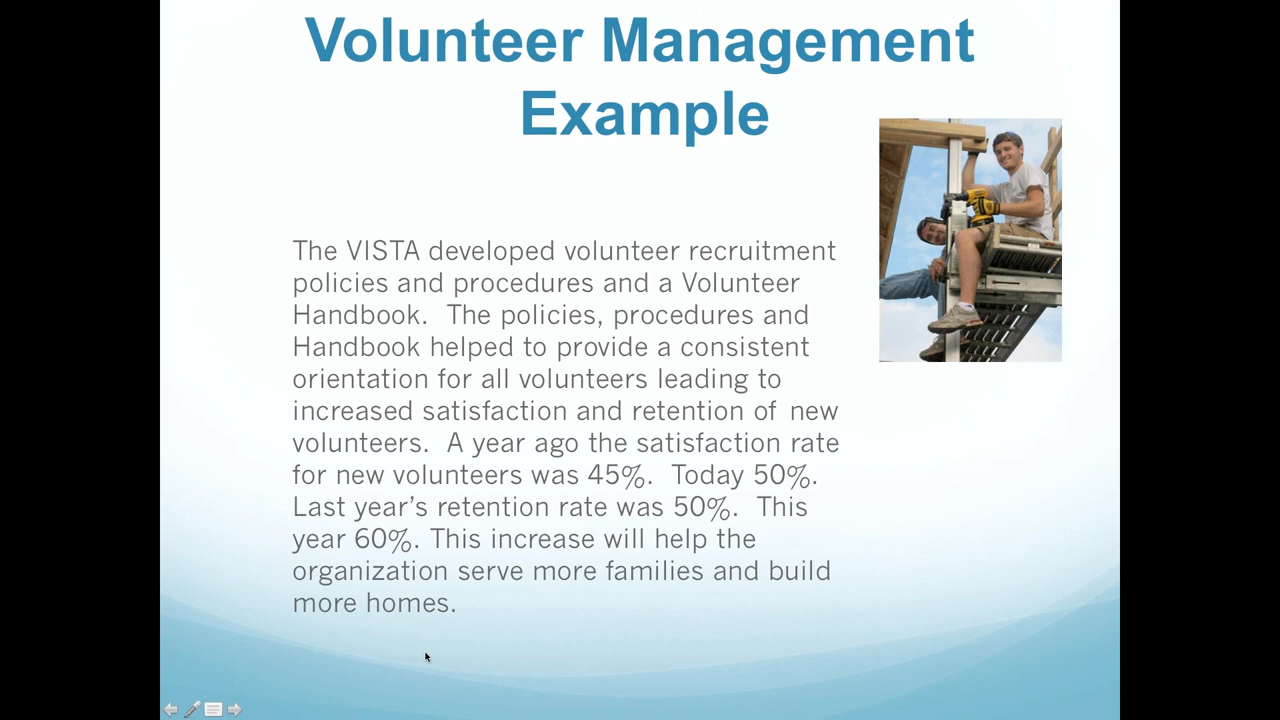 Volunteer Management
Example
The VISTA developed volunteer recruitment
policies and procedures and a Volunteer
Handbook.  The policies, procedures and
Handbook helped to provide a consistent
orientation for all volunteers leading to
increased satisfaction and retention of  new
volunteers.  A year ago the satisfaction rate
for new volunteers was 45%.  Today 50%.
Last year’s retention rate was 50%.  This
year 60%. This increase will help the
organization serve more families and build
more homes.